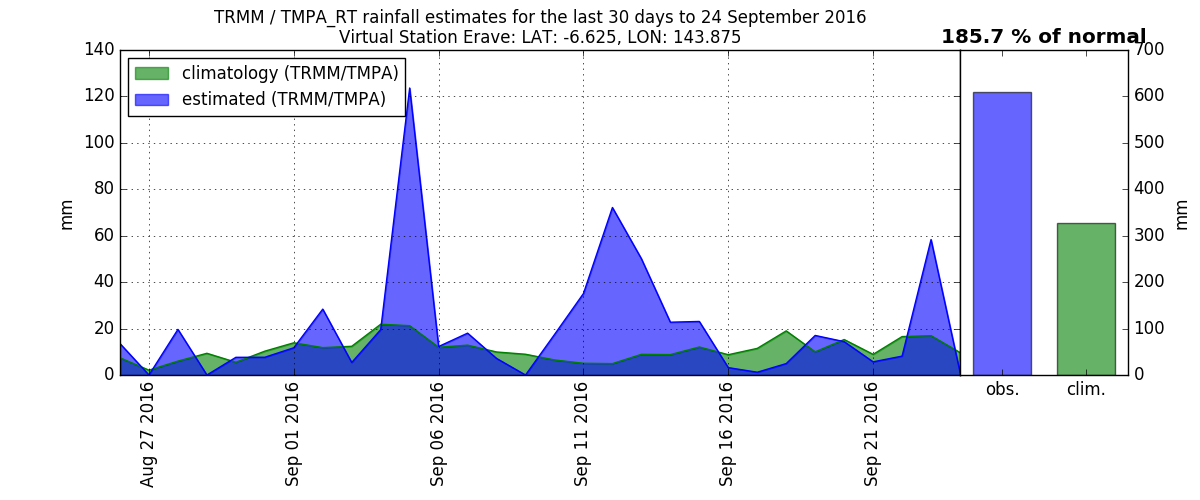 TRMM / TMPA_RT rainfall estimates for the last 30 days to 24 September 2016
Virtual Station Erave: LAT: -6.625, LON: 143.875
185.7 % of normal
climatology (TRMM/TMPA)
estimated (TRMM/TMPA)
140
120
100
80
60
40
20
0
mm
Aug 27 2016
Sep 01 2016
Sep 06 2016
Sep 11 2016
Sep 16 2016
Sep 21 2016
700
600
500
400
300
200
100
0
mm
obs.
clim.